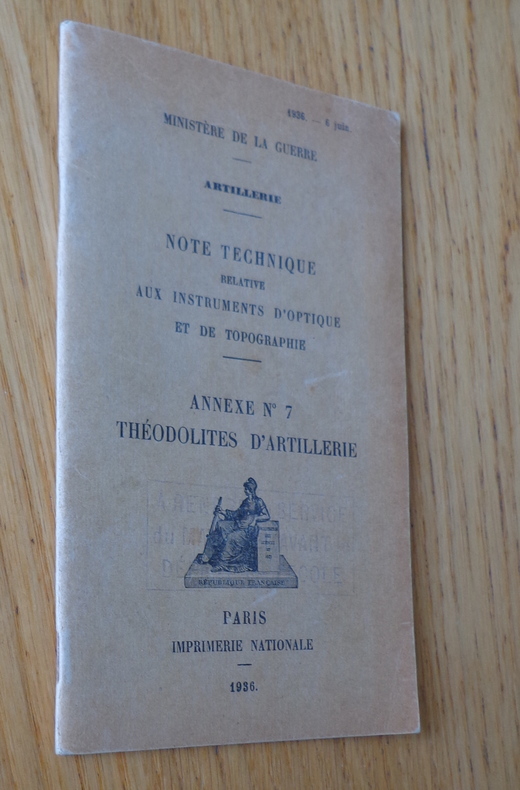 1936. — 6 juin.
MINISTÈRE DE LA GUERRE
ARTILLERIE
NOTE TECHNIQUE
RELATIVE
AUX INSTRUMENTS D'OPTIQUE
ET DE TOPOGRAPHIE
ANNEXE N° 7
THÉODOLITES D'ARTILLERIE
RÉPUBLIQUE FRANÇAISE
PARIS
IMPRIMERIE NATIONALE
1936.